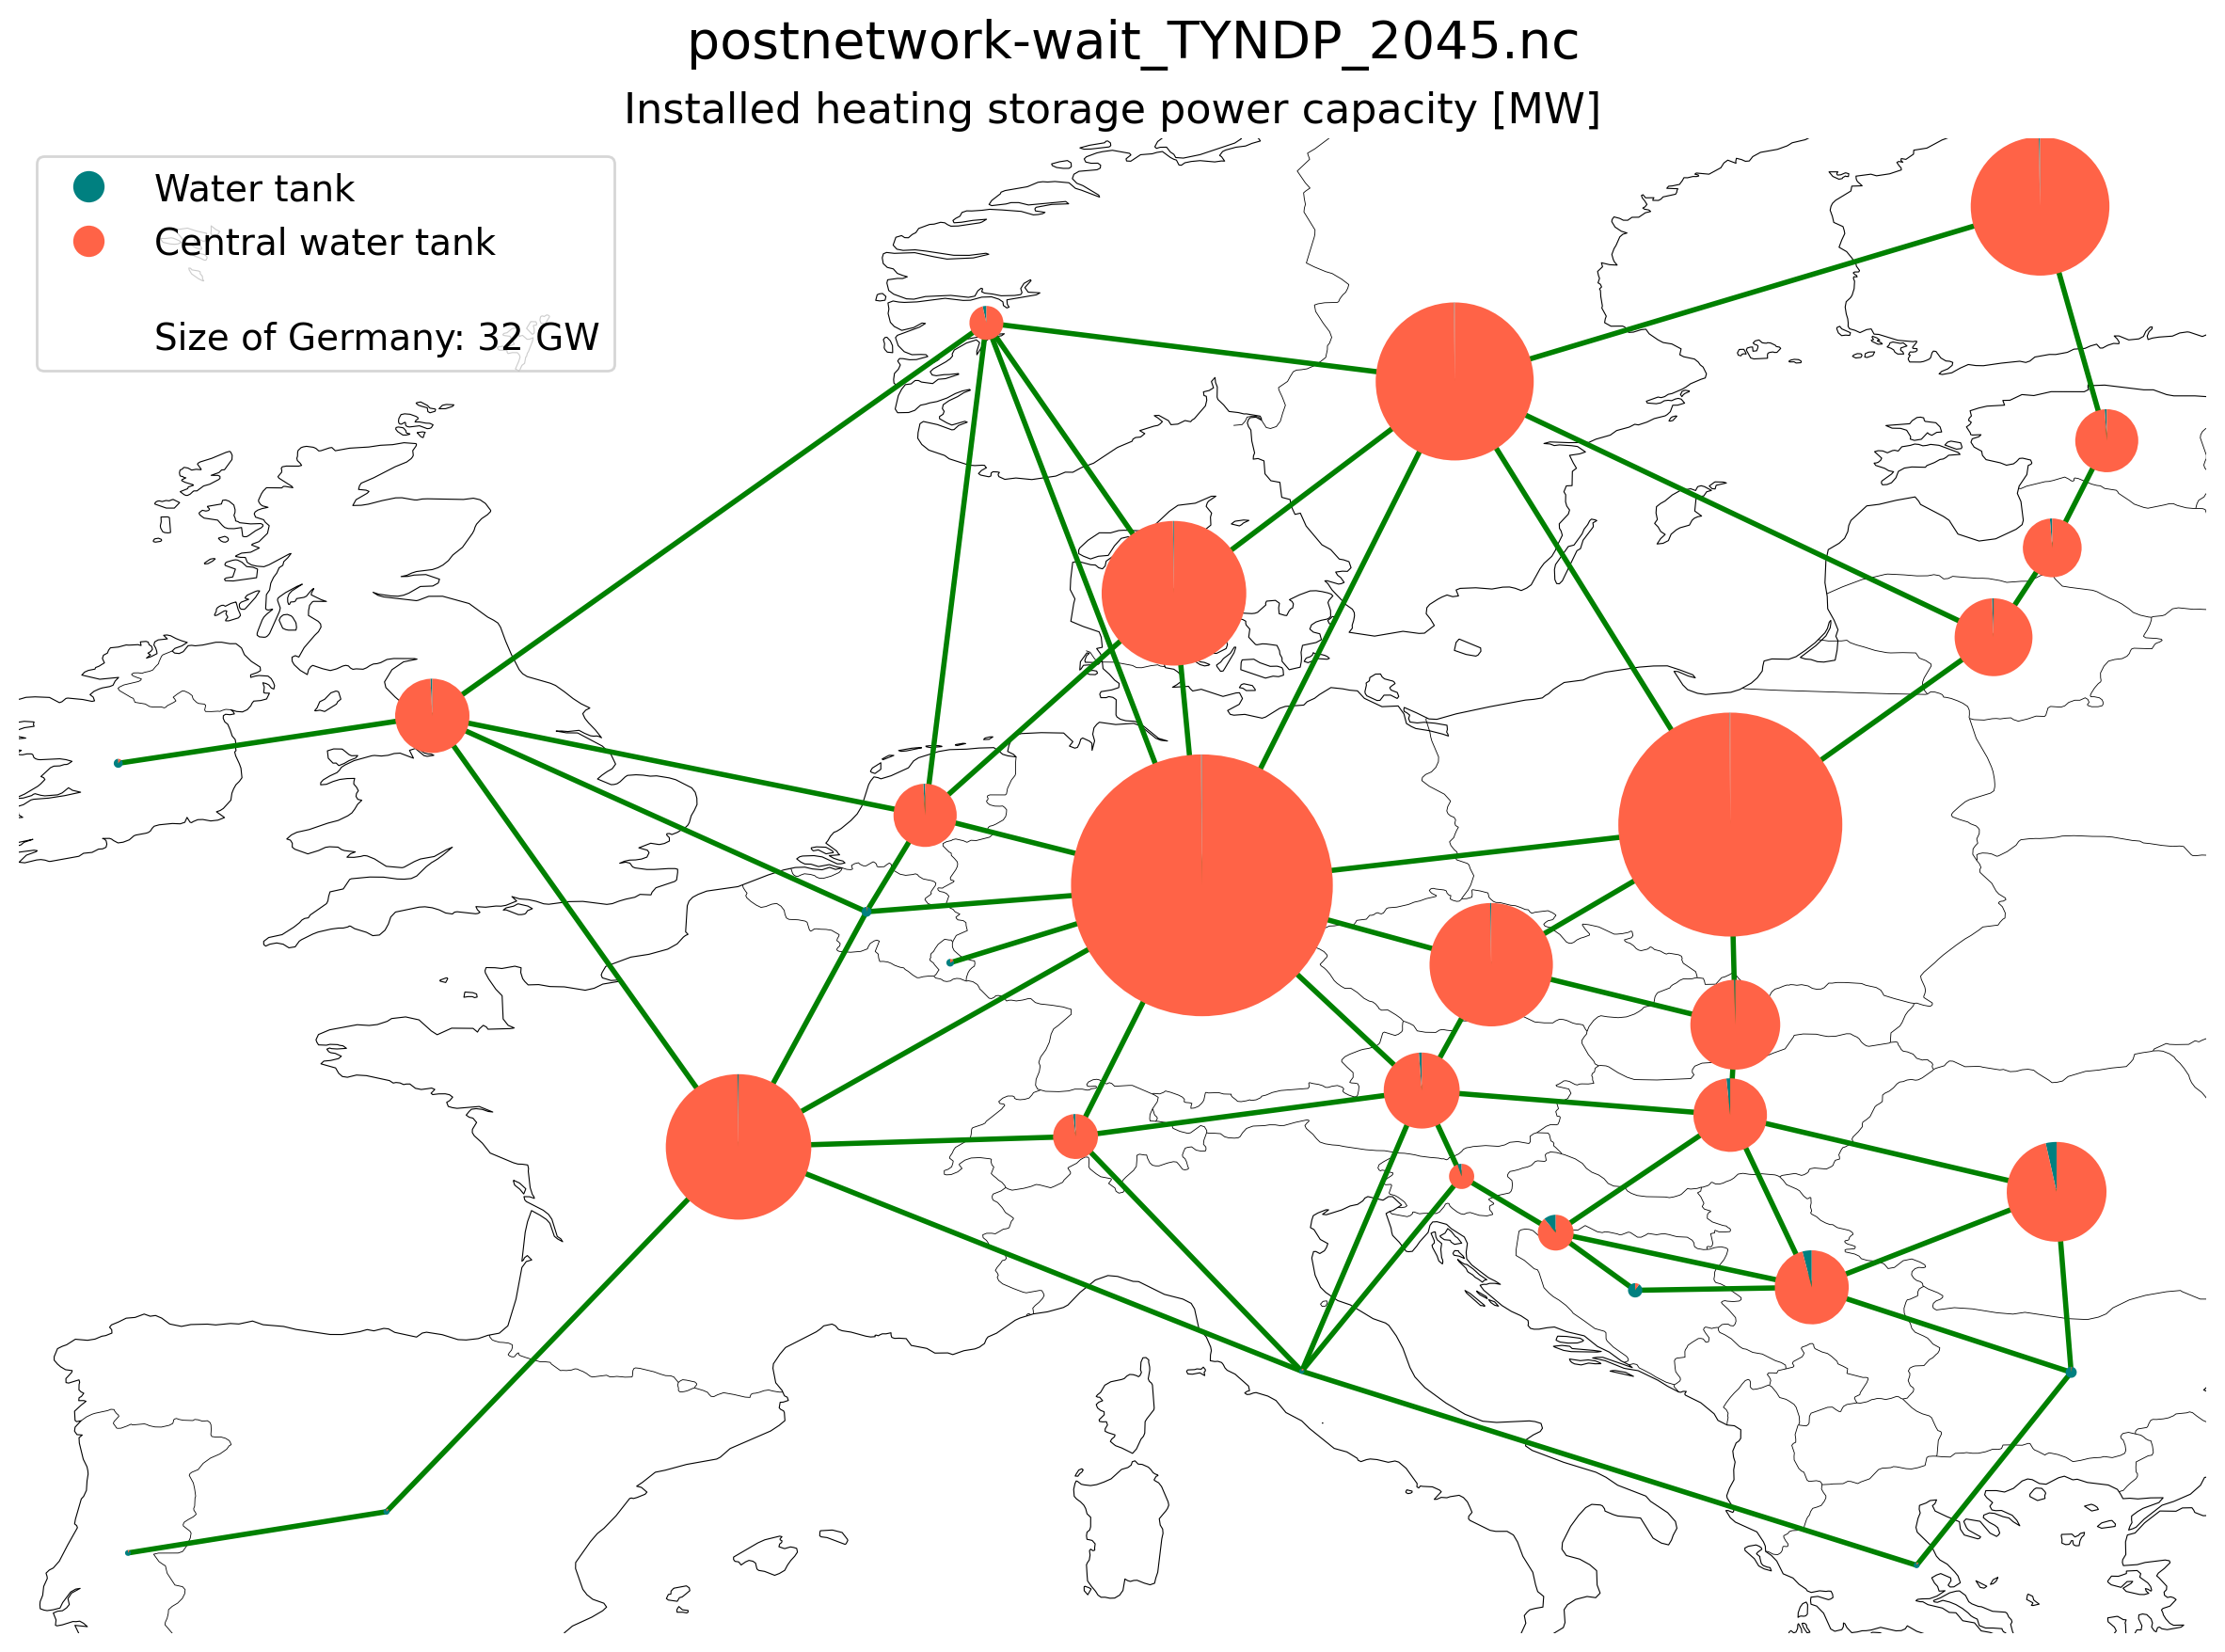 postnetwork-wait_TYNDP_2045.nc
Installed heating storage power capacity [MW]
Water tank
Central water tank
Size of Germany: 32 GW